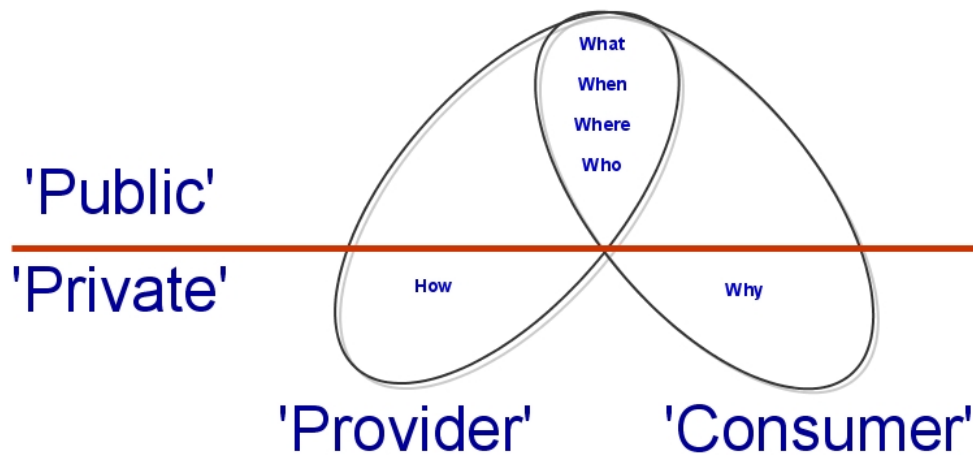 What
When
Where
Who
'Public'
'Private'
How
Why
'Provider'
'Consumer'